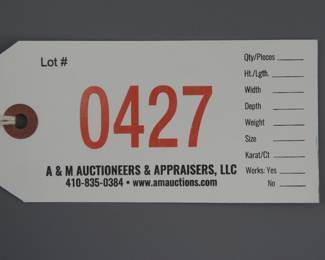 Lot #
0427
A & M AUCTIONEERS & APPRAISERS, LLC
410-835-0384 • www.amauctions.com
Qty/Pieces
Ht./Lgth.
Width
Depth
Weight
Size
Karat/Ct
Works: Yes
No